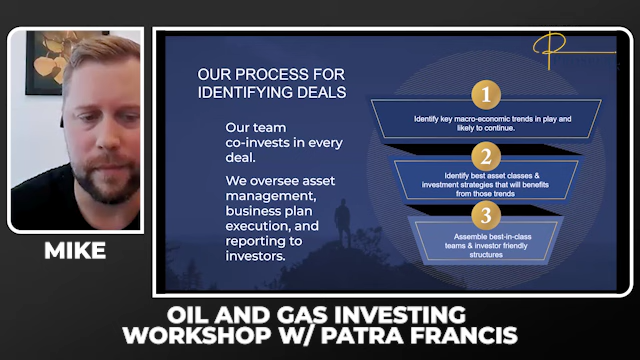 OUR PROCESS FOR
IDENTIFYING DEALS
Our team
co-invests in every
deal.
We oversee asset
management,
business plan
execution, and
reporting to
investors.
1
Identify key macro-economic trends in play and
likely to continue.
2
Identify best asset classes &
investment strategies that will benefits
from those trends
3
Assemble best-in-class
teams & investor friendly
structures
MIKE
OIL AND GAS INVESTING
WORKSHOP W/ PATRA FRANCIS